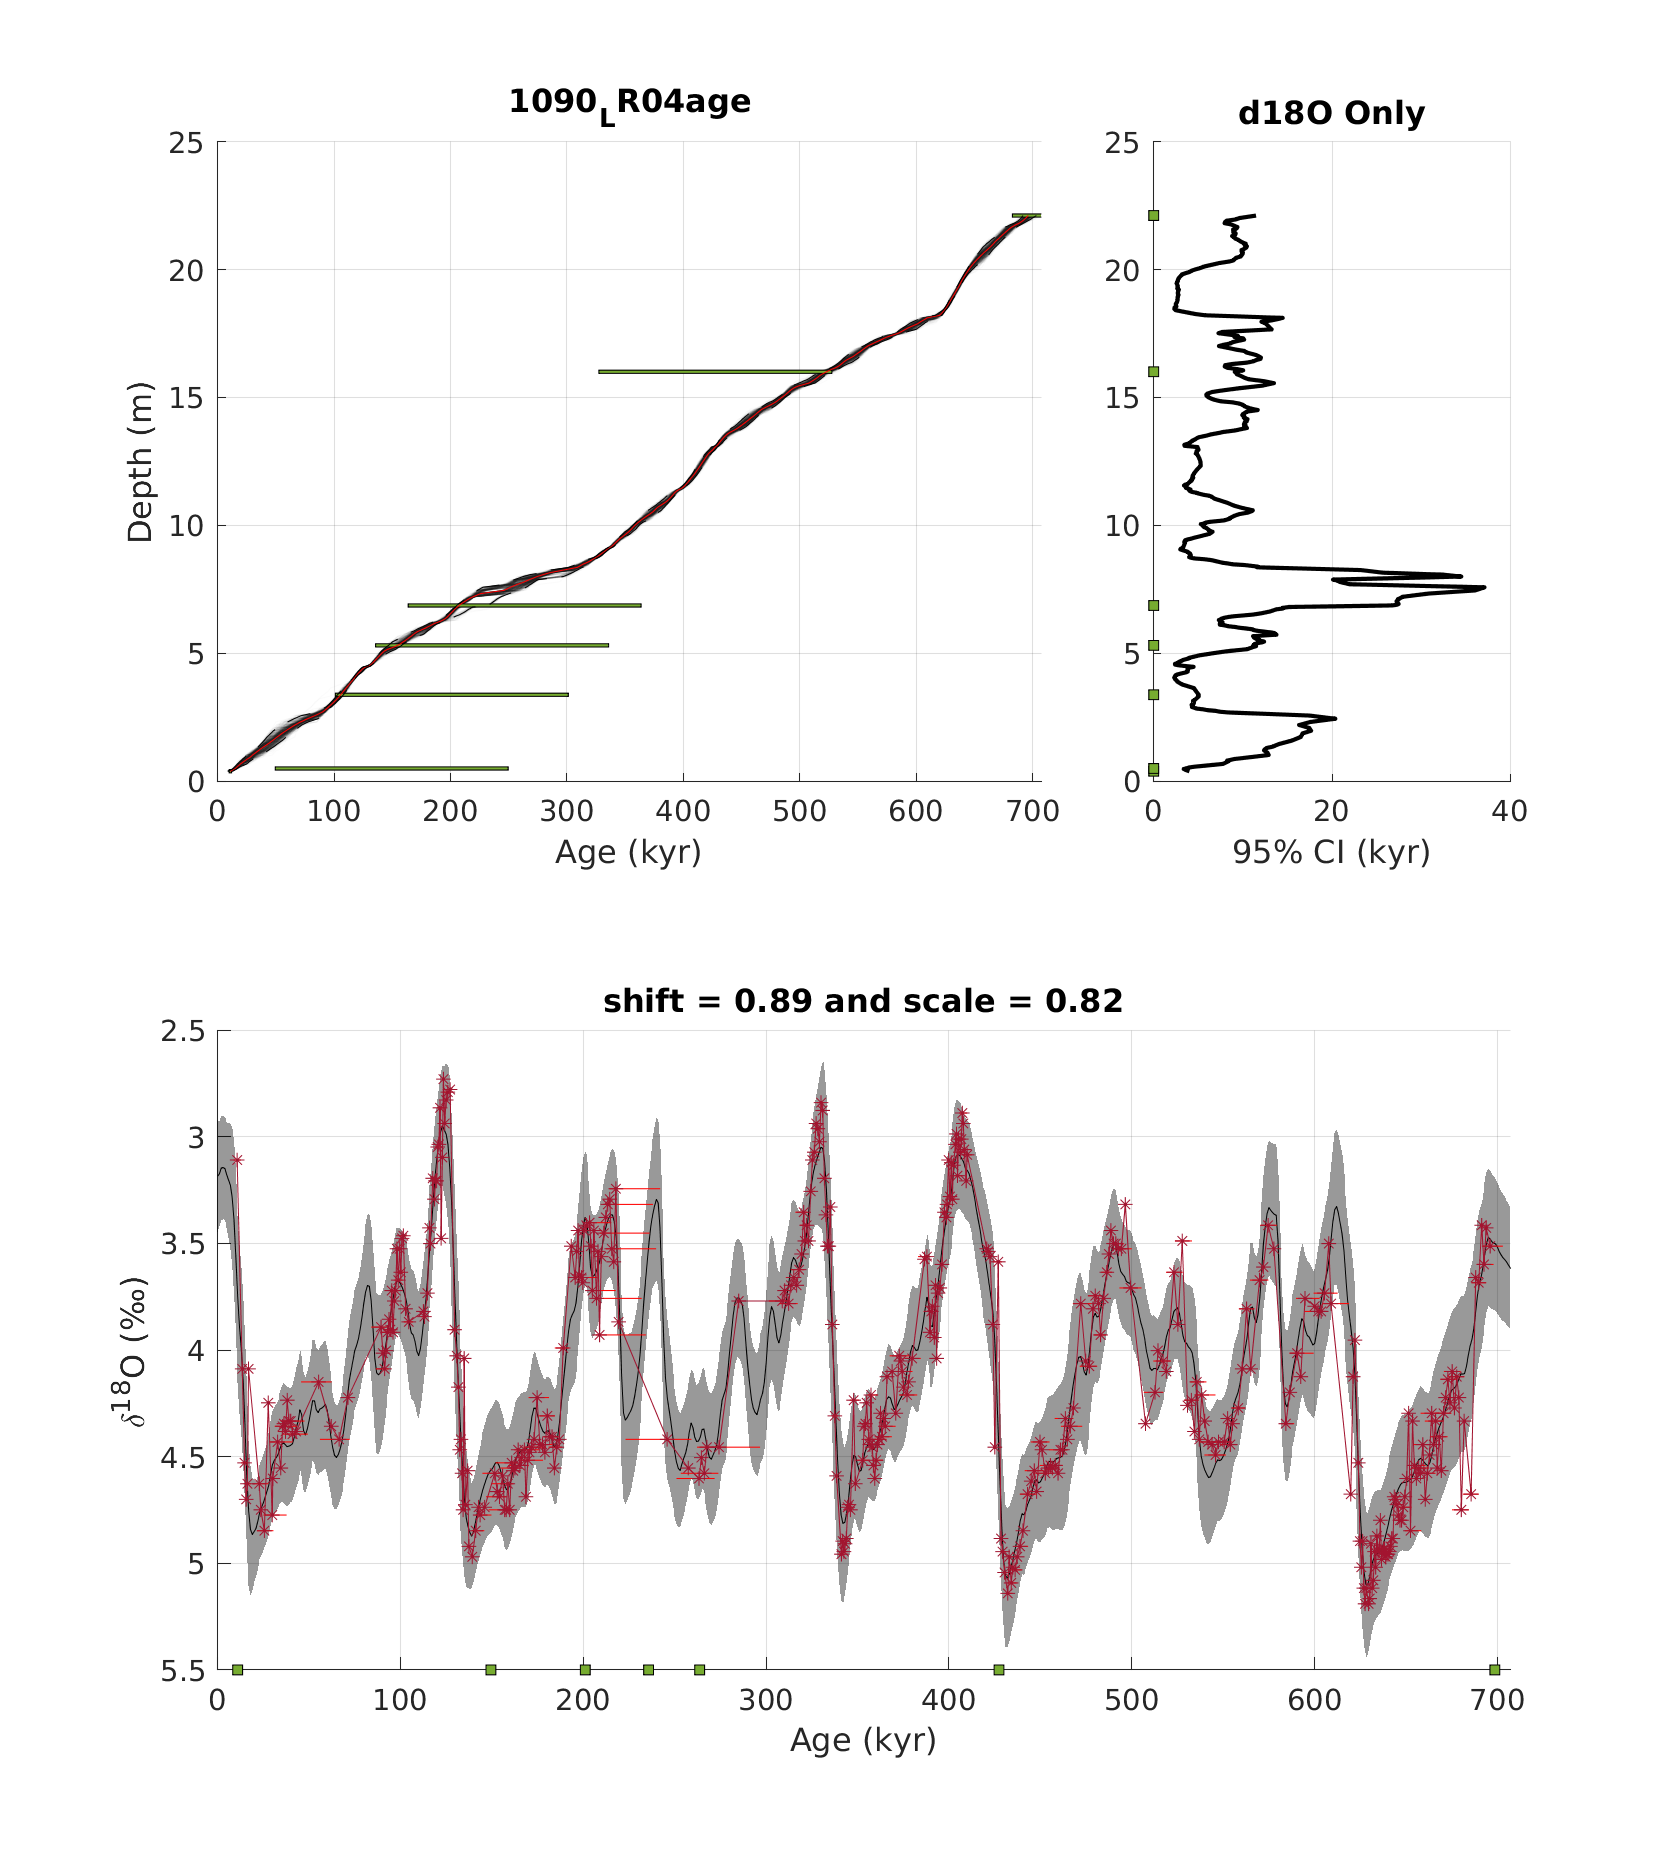 1090LR04age
d18O Only
25
20
15
10
5
0
Depth (m)
0 100 200 300 400 500 600 700
Age (kyr)
25
20
15
10
5
0
0 20 40
95% CI (kyr)
shift = 0.89 and scale = 0.82
2.5
3
3.5
4
4.5
5
5.5
δ18O (‰)
0 100 200 300 400 500 600 700
Age (kyr)